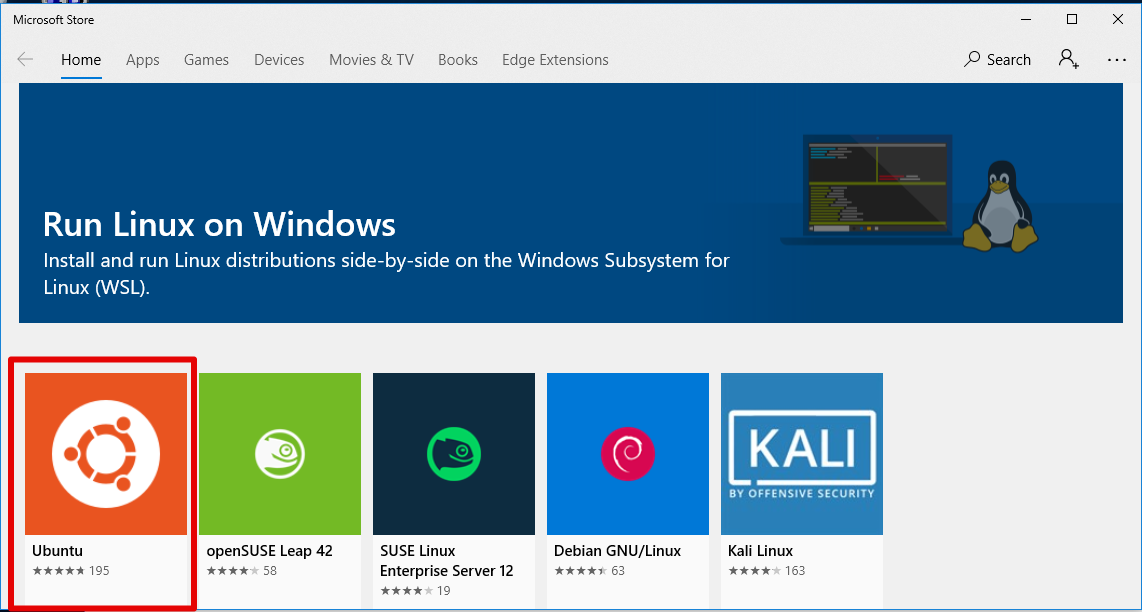 Microsoft Store
Home Apps Games Devices Movies & TV Books Edge Extensions Search
Run Linux on Windows
Install and run Linux distributions side-by-side on the Windows Subsystem for
Linux (WSL).
KALI
BY OFFENSIVE SECURITY
Ubuntu
195
openSUSE Leap 42
58
SUSE Linux
Enterprise Server 12
19
Debian GNU/Linux
63
Kali Linux
163